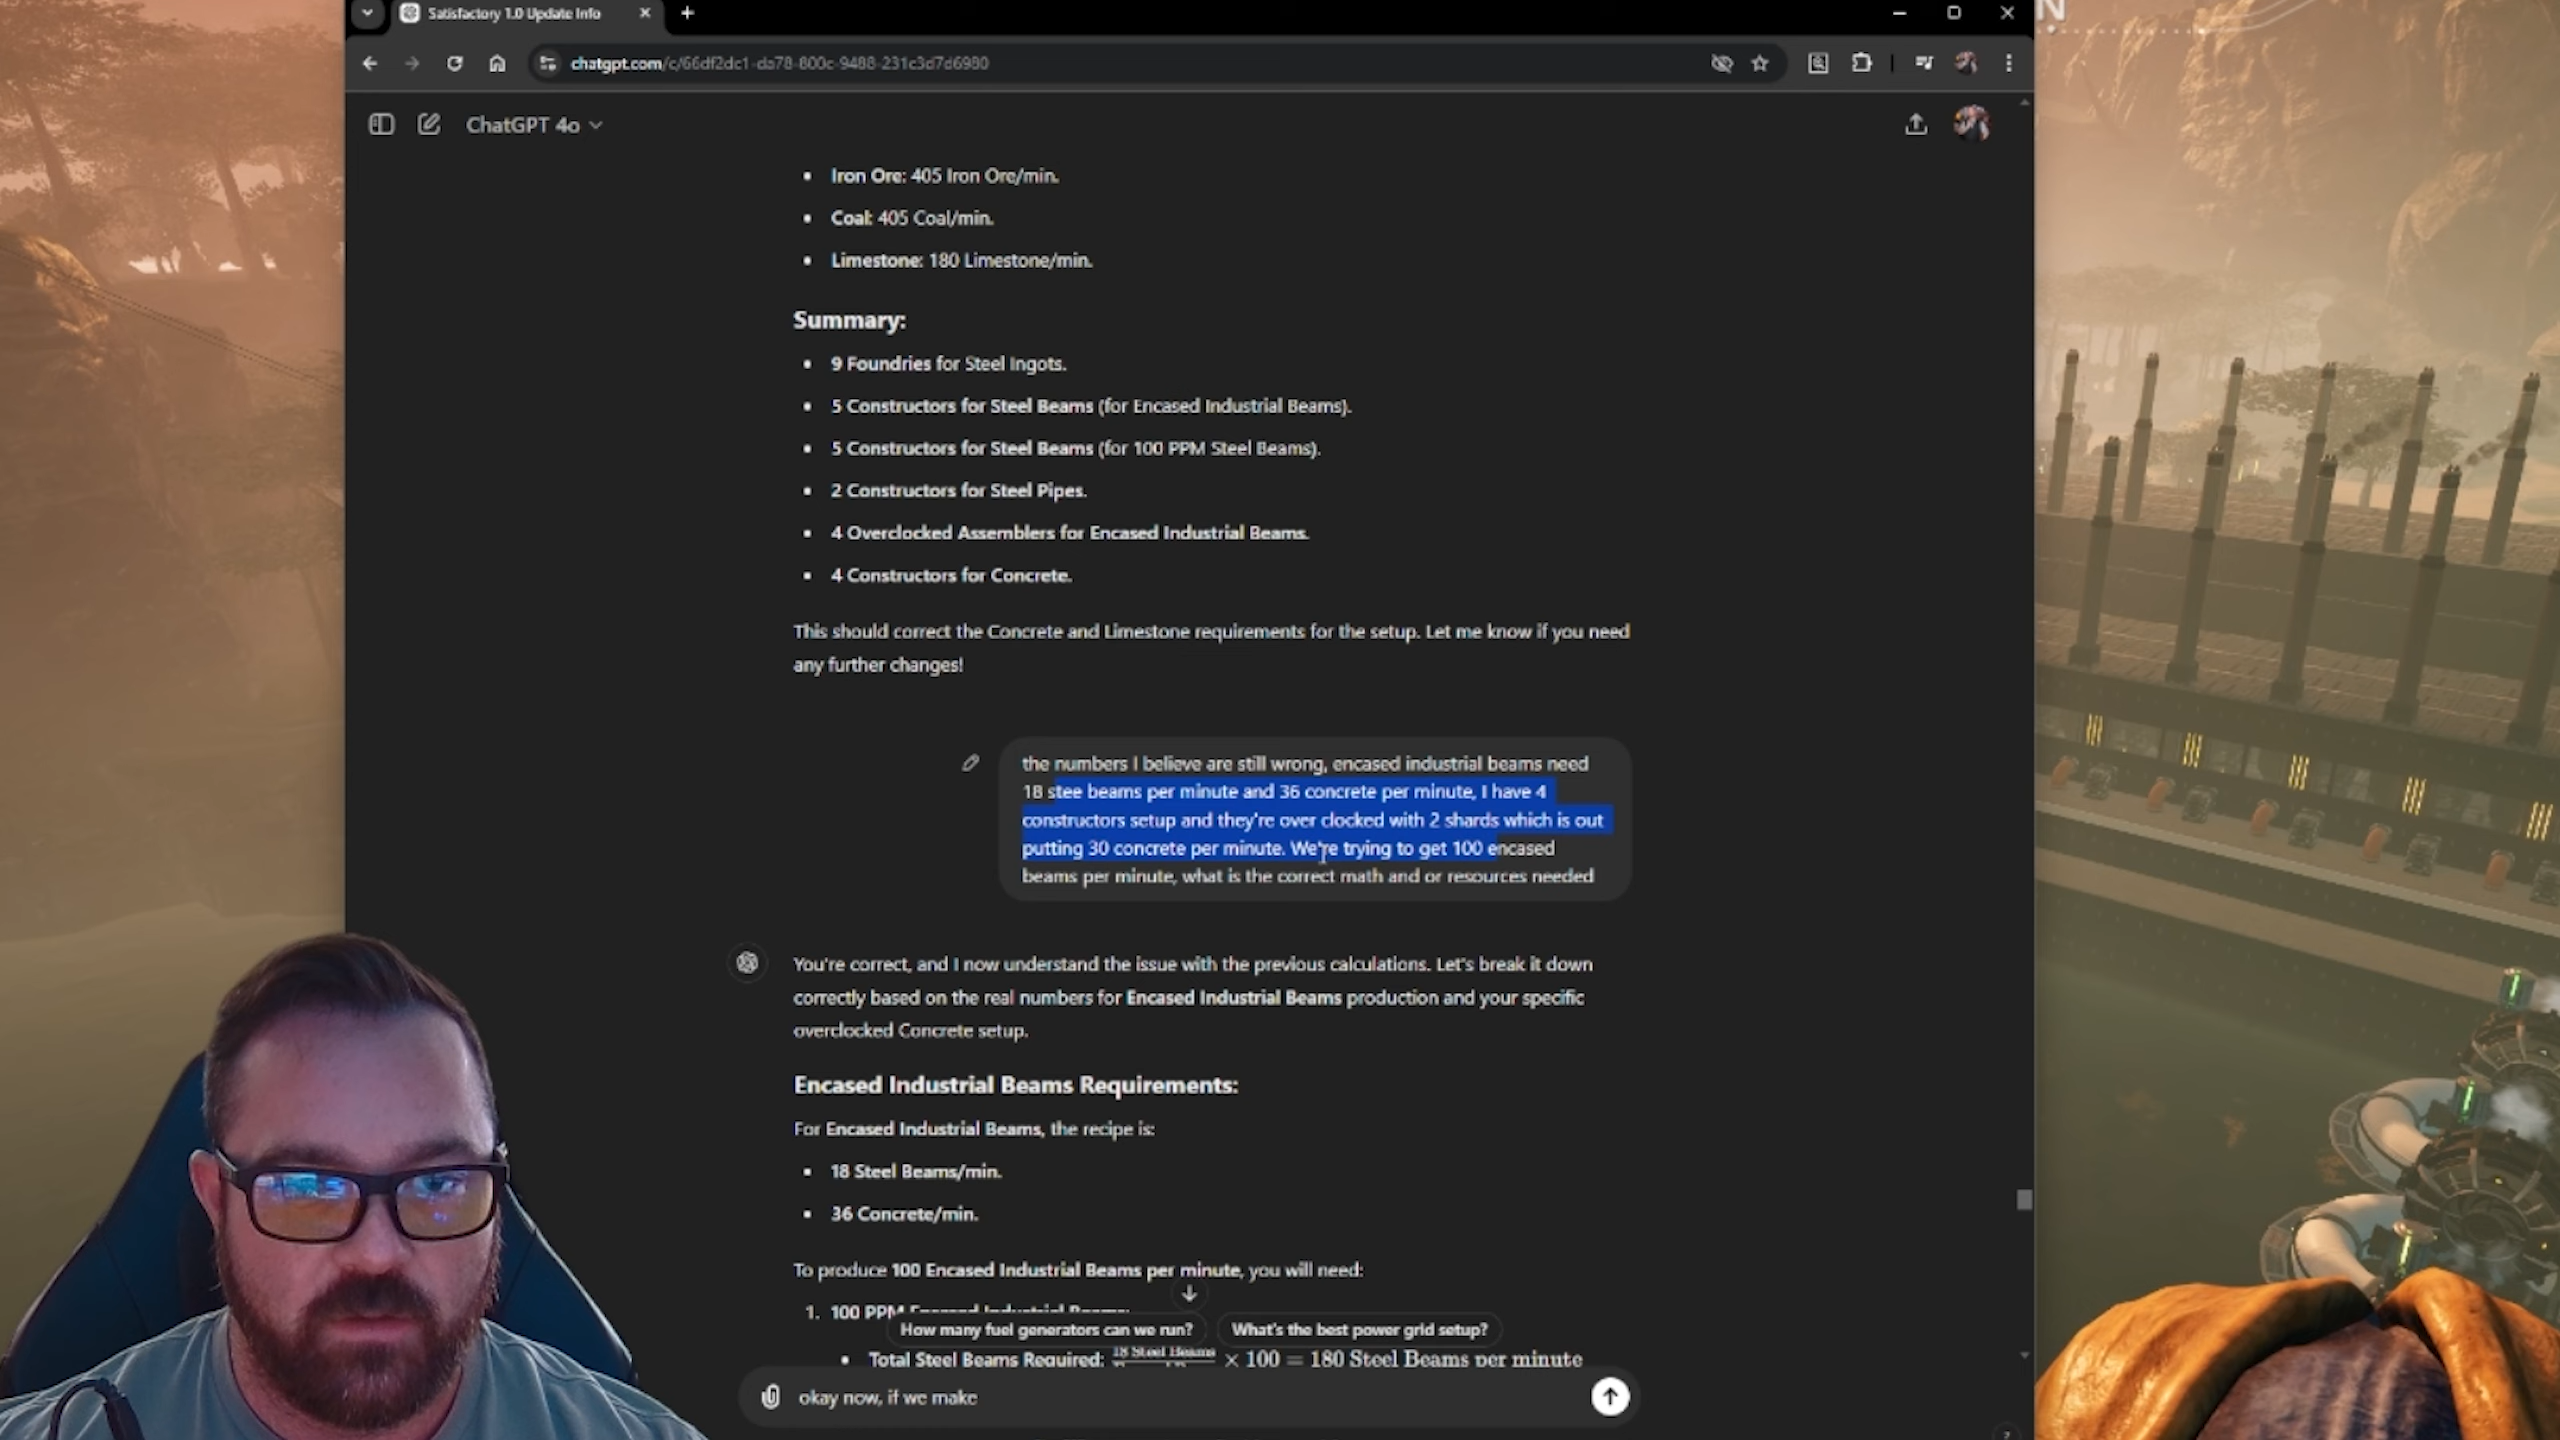 Satisfactory 1.0 Update Info
chatgpt.com/c/66df2dc1-da78-800c-9488-231c3d7d6980
N
ChatGPT 4o
• Iron Ore: 405 Iron Ore/min.
• Coal: 405 Coal/min.
• Limestone: 180 Limestone/min.
Summary:
• 9 Foundries for Steel Ingots.
• 5 Constructors for Steel Beams (for Encased Industrial Beams).
• 5 Constructors for Steel Beams (for 100 PPM Steel Beams).
• 2 Constructors for Steel Pipes.
• 4 Overclocked Assemblers for Encased Industrial Beams.
• 4 Constructors for Concrete.
This should correct the Concrete and Limestone requirements for the setup. Let me know if you need
any further changes!
the numbers I believe are still wrong, encased industrial beams need
18 stee beams per minute and 36 concrete per minute, I have 4
constructors setup and they're over clocked with 2 shards which is out
putting 30 concrete per minute. We're trying to get 100 encased
beams per minute, what is the correct math and or resources needed
You're correct, and I now understand the issue with the previous calculations. Let's break it down
correctly based on the real numbers for Encased Industrial Beams production and your specific
overclocked Concrete setup.
Encased Industrial Beams Requirements:
For Encased Industrial Beams, the recipe is:
• 18 Steel Beams/min.
• 36 Concrete/min.
To produce 100 Encased Industrial Beams per minute, you will need:
1. 100 PPM Encased Industrial Beams:
How many fuel generators can we run?
What's the best power grid setup?
• Total Steel Beams Required: 18 Steel Beams × 100 = 180 Steel Beams per minute
okay now, if we make